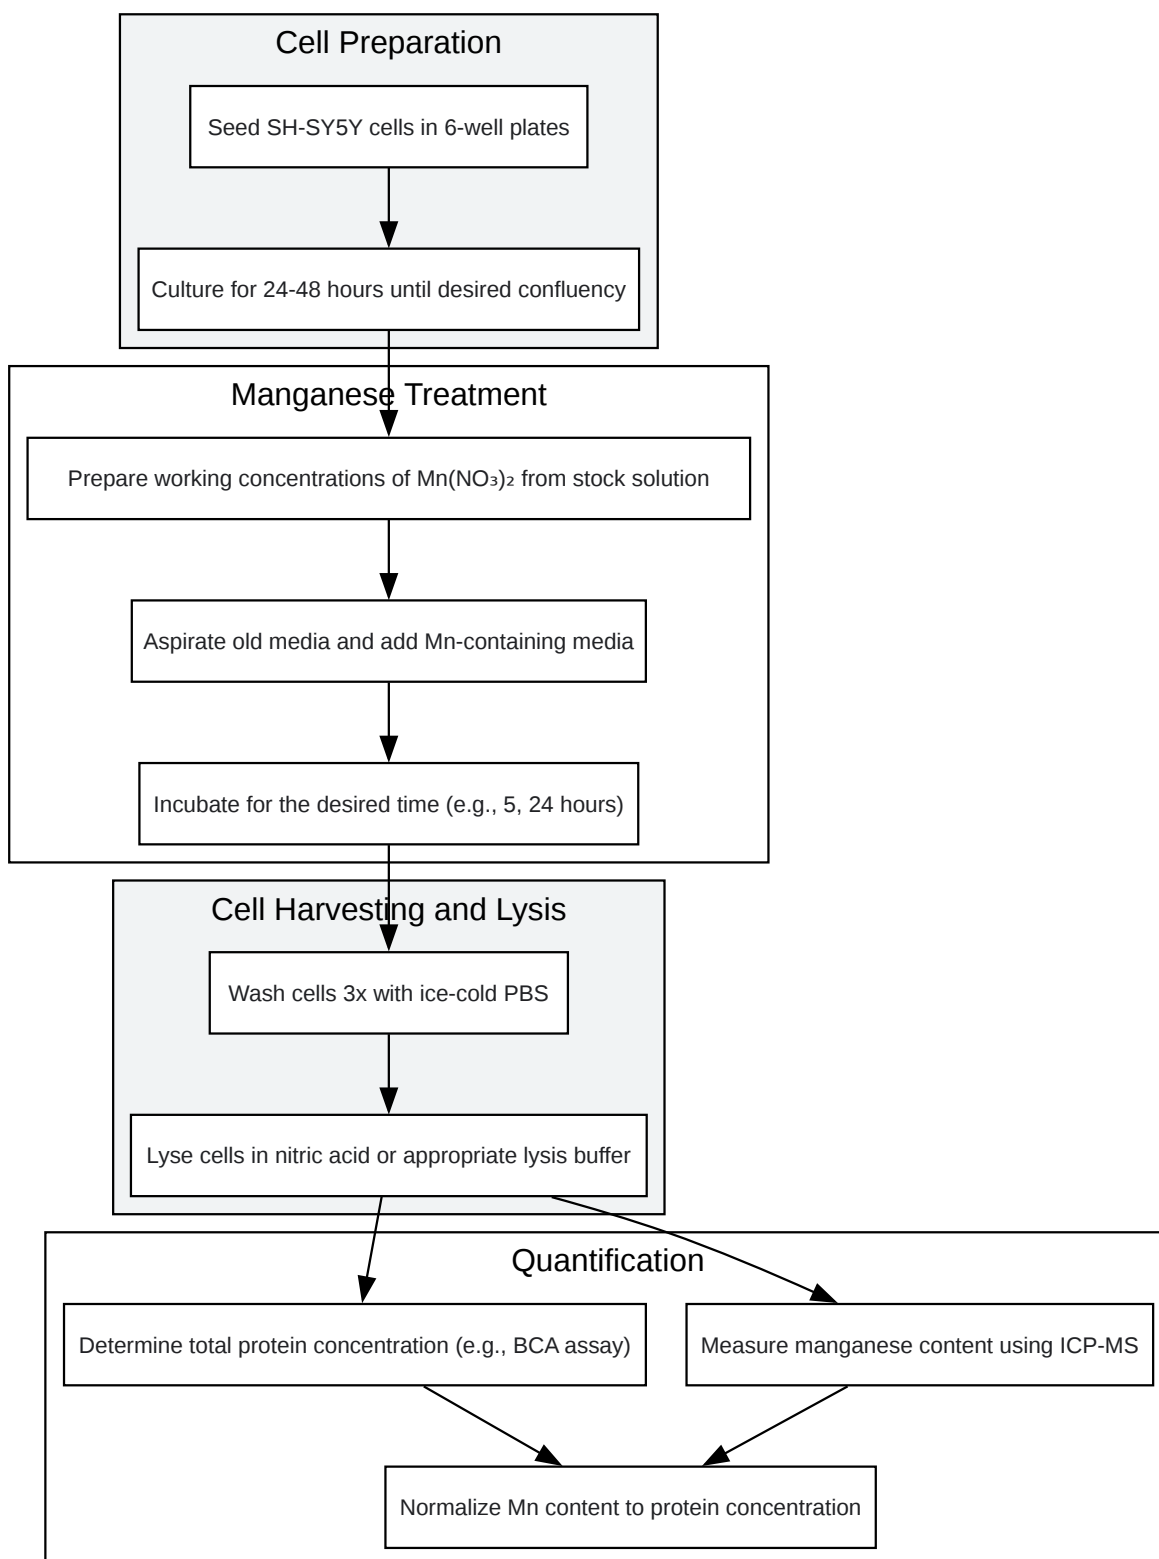 Cell Preparation
Seed SH-SY5Y cells in 6-well plates
Culture for 24-48 hours until desired confluency
Manganese Treatment
Prepare working concentrations of Mn(NO₃)₂ from stock solution
Aspirate old media and add Mn-containing media
Incubate for the desired time (e.g., 5, 24 hours)
Cell Harvesting and Lysis
Wash cells 3x with ice-cold PBS
Lyse cells in nitric acid or appropriate lysis buffer
Quantification
Determine total protein concentration (e.g., BCA assay)
Measure manganese content using ICP-MS
Normalize Mn content to protein concentration